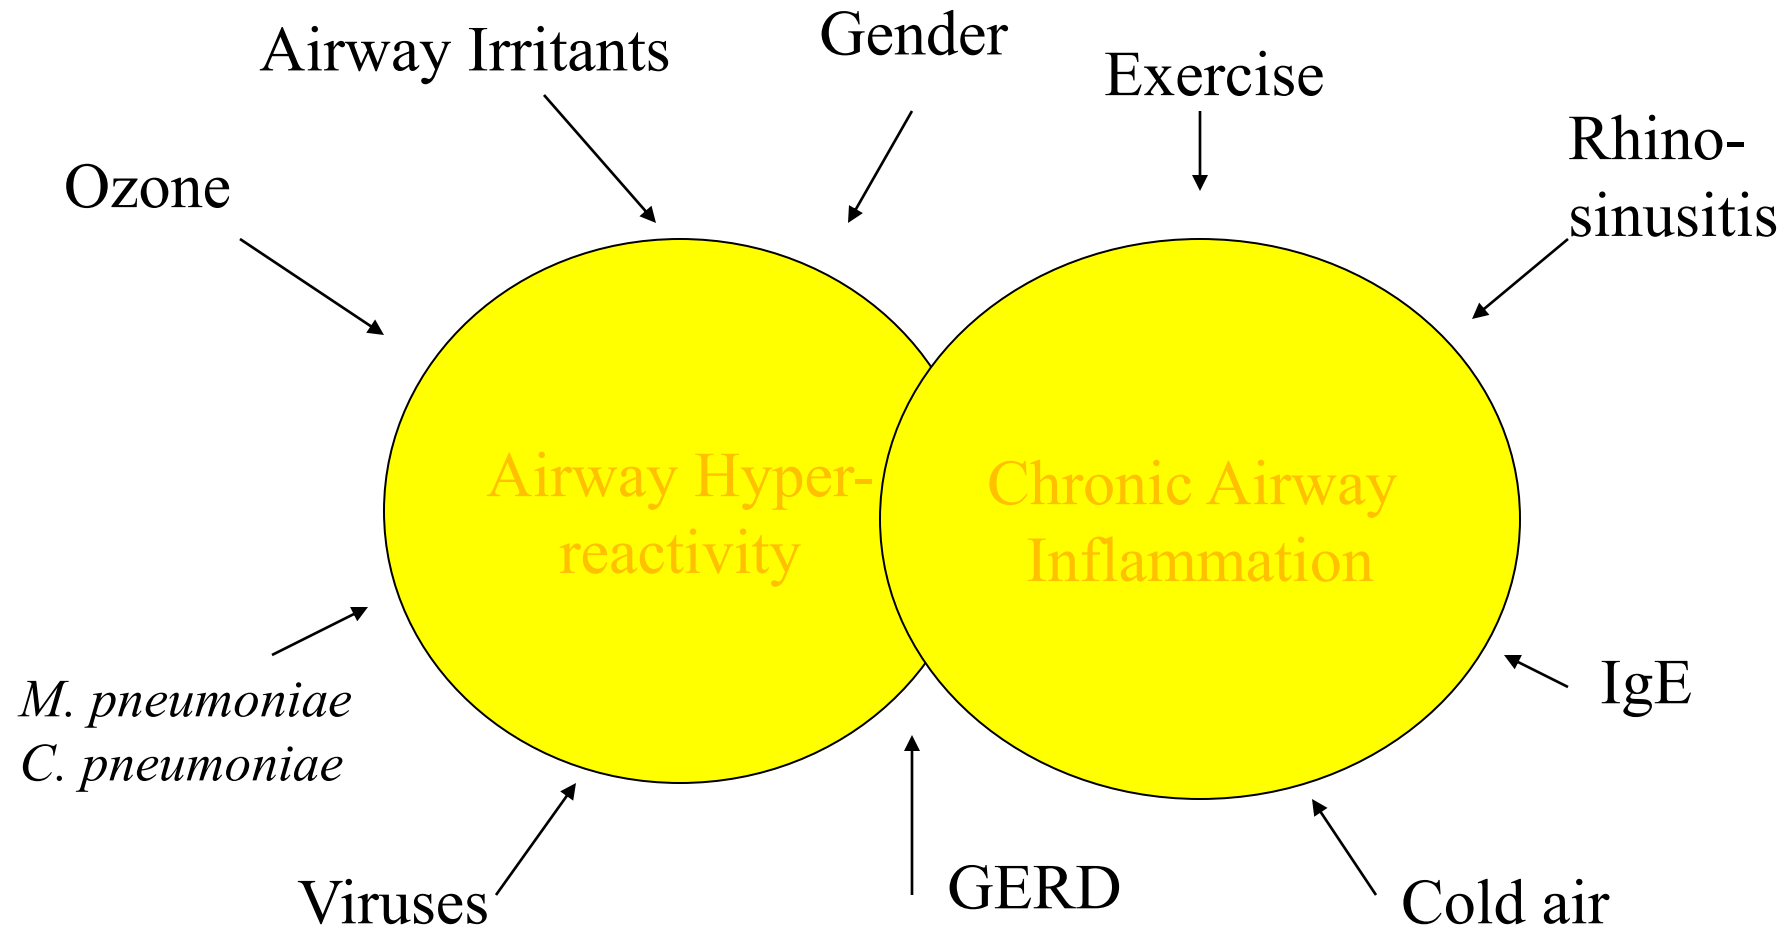 Airway Irritants
Gender
Exercise
Rhino-
sinusitis
Ozone
Airway Hyper-
reactivity
Chronic Airway
Inflammation
IgE
M. pneumoniae
C. pneumoniae
Viruses
GERD
Cold air